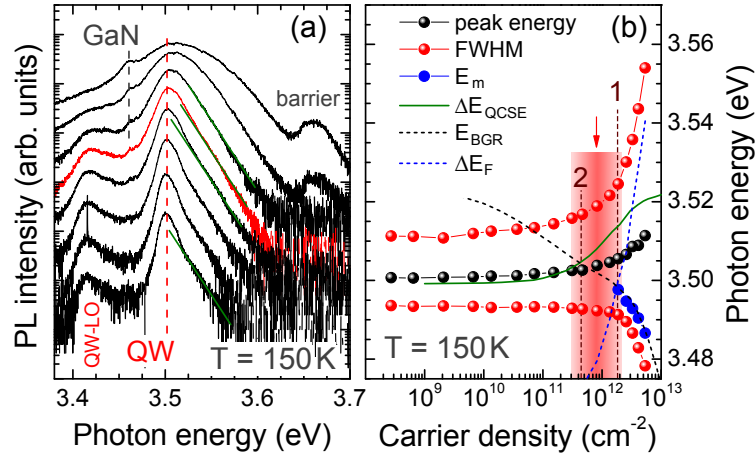 (a)
GaN
barrier
QW-LO
QW
T = 150 K
PL intensity (arb. units)
3.4
3.5
3.6
3.7
Photon energy (eV)
(b)
peak energy
FWHM
E_m
ΔE_QCSE
E_BGR
ΔE_F
1
2
T = 150 K
3.56
3.54
3.52
3.50
3.48
Photon energy (eV)
10^9
10^10
10^11
10^12
10^13
Carrier density (cm^-2)